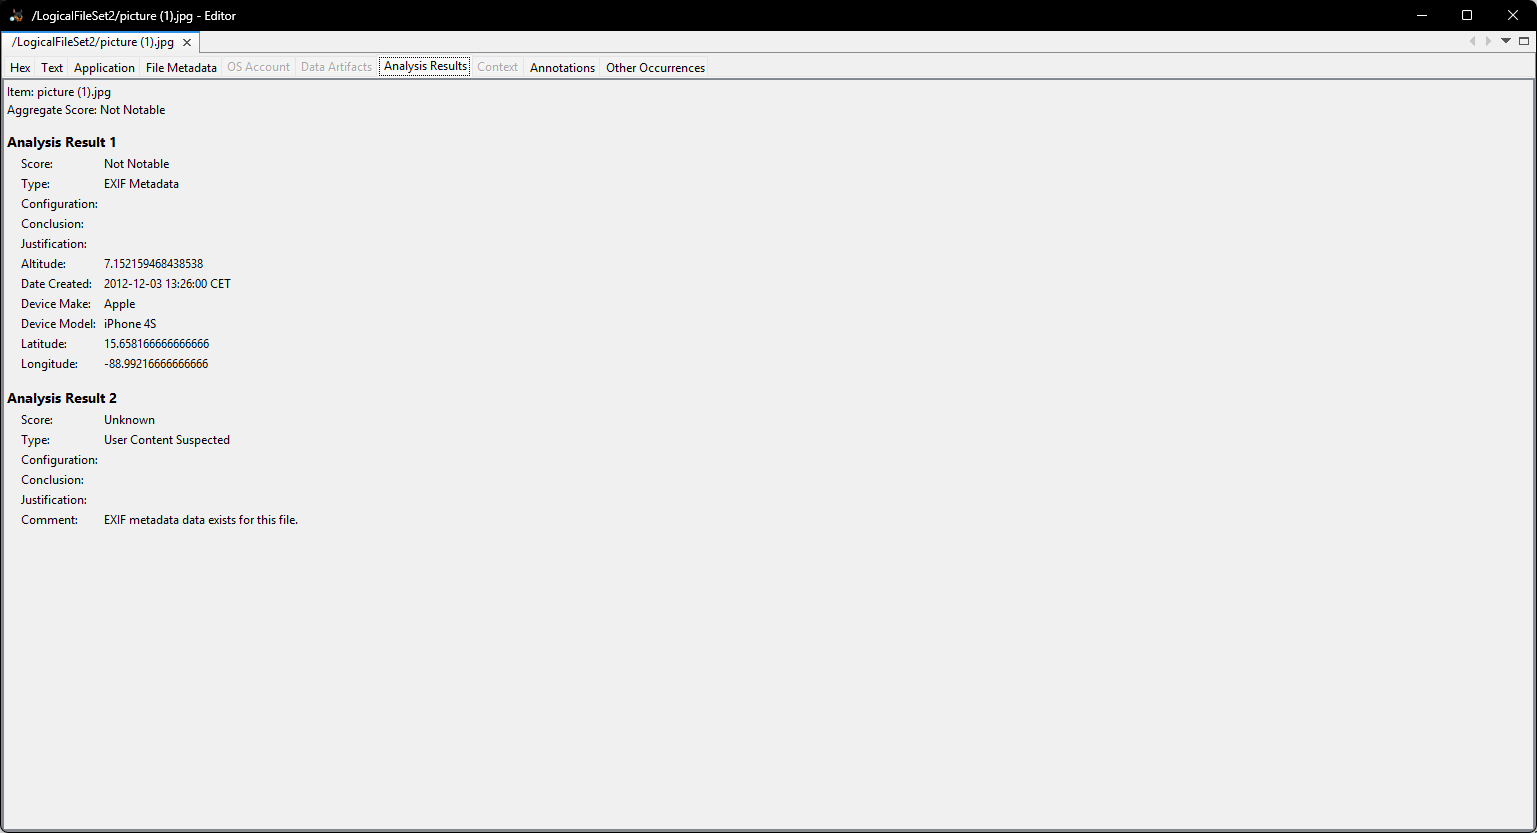 /LogicalFileSet2/picture (1).jpg - Editor
/LogicalFileSet2/picture (1).jpg
Hex Text Application File Metadata OS Account Data Artifacts Analysis Results Context Annotations Other Occurrences
Item: picture (1).jpg
Aggregate Score: Not Notable
Analysis Result 1
Score: Not Notable
Type: EXIF Metadata
Configuration:
Conclusion:
Justification:
Altitude: 7.152159468438538
Date Created: 2012-12-03 13:26:00 CET
Device Make: Apple
Device Model: iPhone 4S
Latitude: 15.658166666666666
Longitude: -88.99216666666666
Analysis Result 2
Score: Unknown
Type: User Content Suspected
Configuration:
Conclusion:
Justification:
Comment: EXIF metadata data exists for this file.